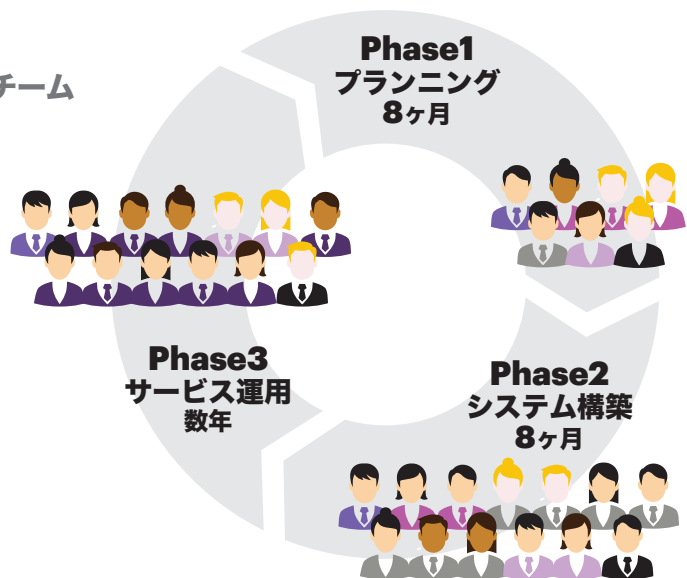 チーム
Phase1
プランニング
8ヶ月
Phase3
サービス運用
数年
Phase2
システム構築
8ヶ月